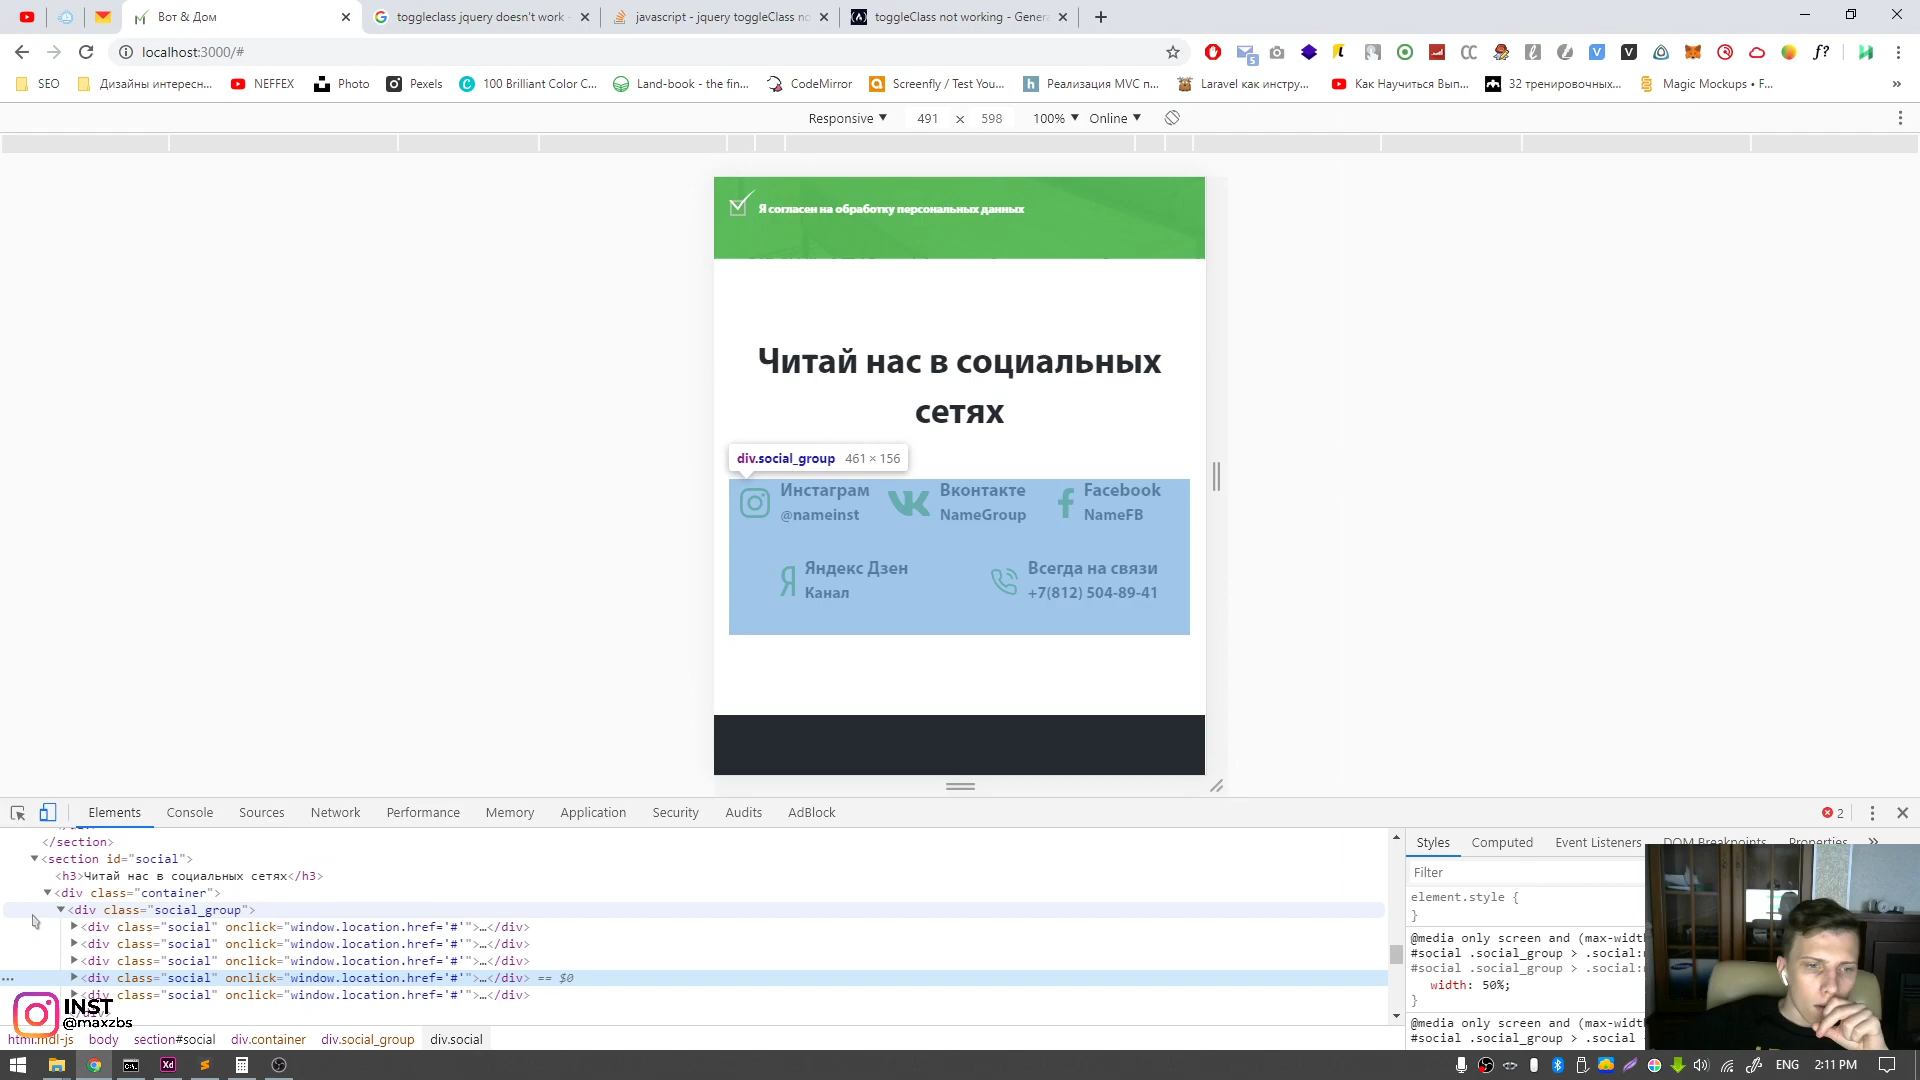 Вот & Дом
toggleclass jquery doesn't work -
javascript - jquery toggleClass no
toggleClass not working - Genera
localhost:3000/#
SEO
Дизайны интересн...
NEFFEX
Photo
Pexels
100 Brilliant Color C...
Land-book - the fin...
CodeMirror
Screenfly / Test You...
Реализация MVC п...
Laravel как инстру...
Как Научиться Вып...
32 тренировочных...
Magic Mockups • F...
»
Responsive ▼ 491 × 598 100% ▼ Online ▼
Я согласен на обработку персональных данных
Читай нас в социальных
сетях
div.social_group 461 × 156
Инстаграм
@nameinst
Вконтакте
NameGroup
Facebook
NameFB
Яндекс Дзен
Канал
Всегда на связи
+7(812) 504-89-41
Elements Console Sources Network Performance Memory Application Security Audits AdBlock 2
</section>
<section id="social">
<h3>Читай нас в социальных сетях</h3>
<div class="container">
<div class="social_group">
<div class="social" onclick="window.location.href='#'">…</div>
<div class="social" onclick="window.location.href='#'">…</div>
<div class="social" onclick="window.location.href='#'">…</div>
<div class="social" onclick="window.location.href='#'">…</div> == $0
<div class="social" onclick="window.location.href='#'">…</div>
INST
@maxzbs
html.mdl-js body section#social div.container div.social_group div.social
Styles Computed Event Listeners DOM Breakpoints Properties »
Filter
element.style {
}
@media only screen and (max-widt
#social .social_group > .social:
#social .social_group > .social:
width: 50%;
}
@media only screen and (max-widt
#social .social_group > .social
ENG 2:11 PM